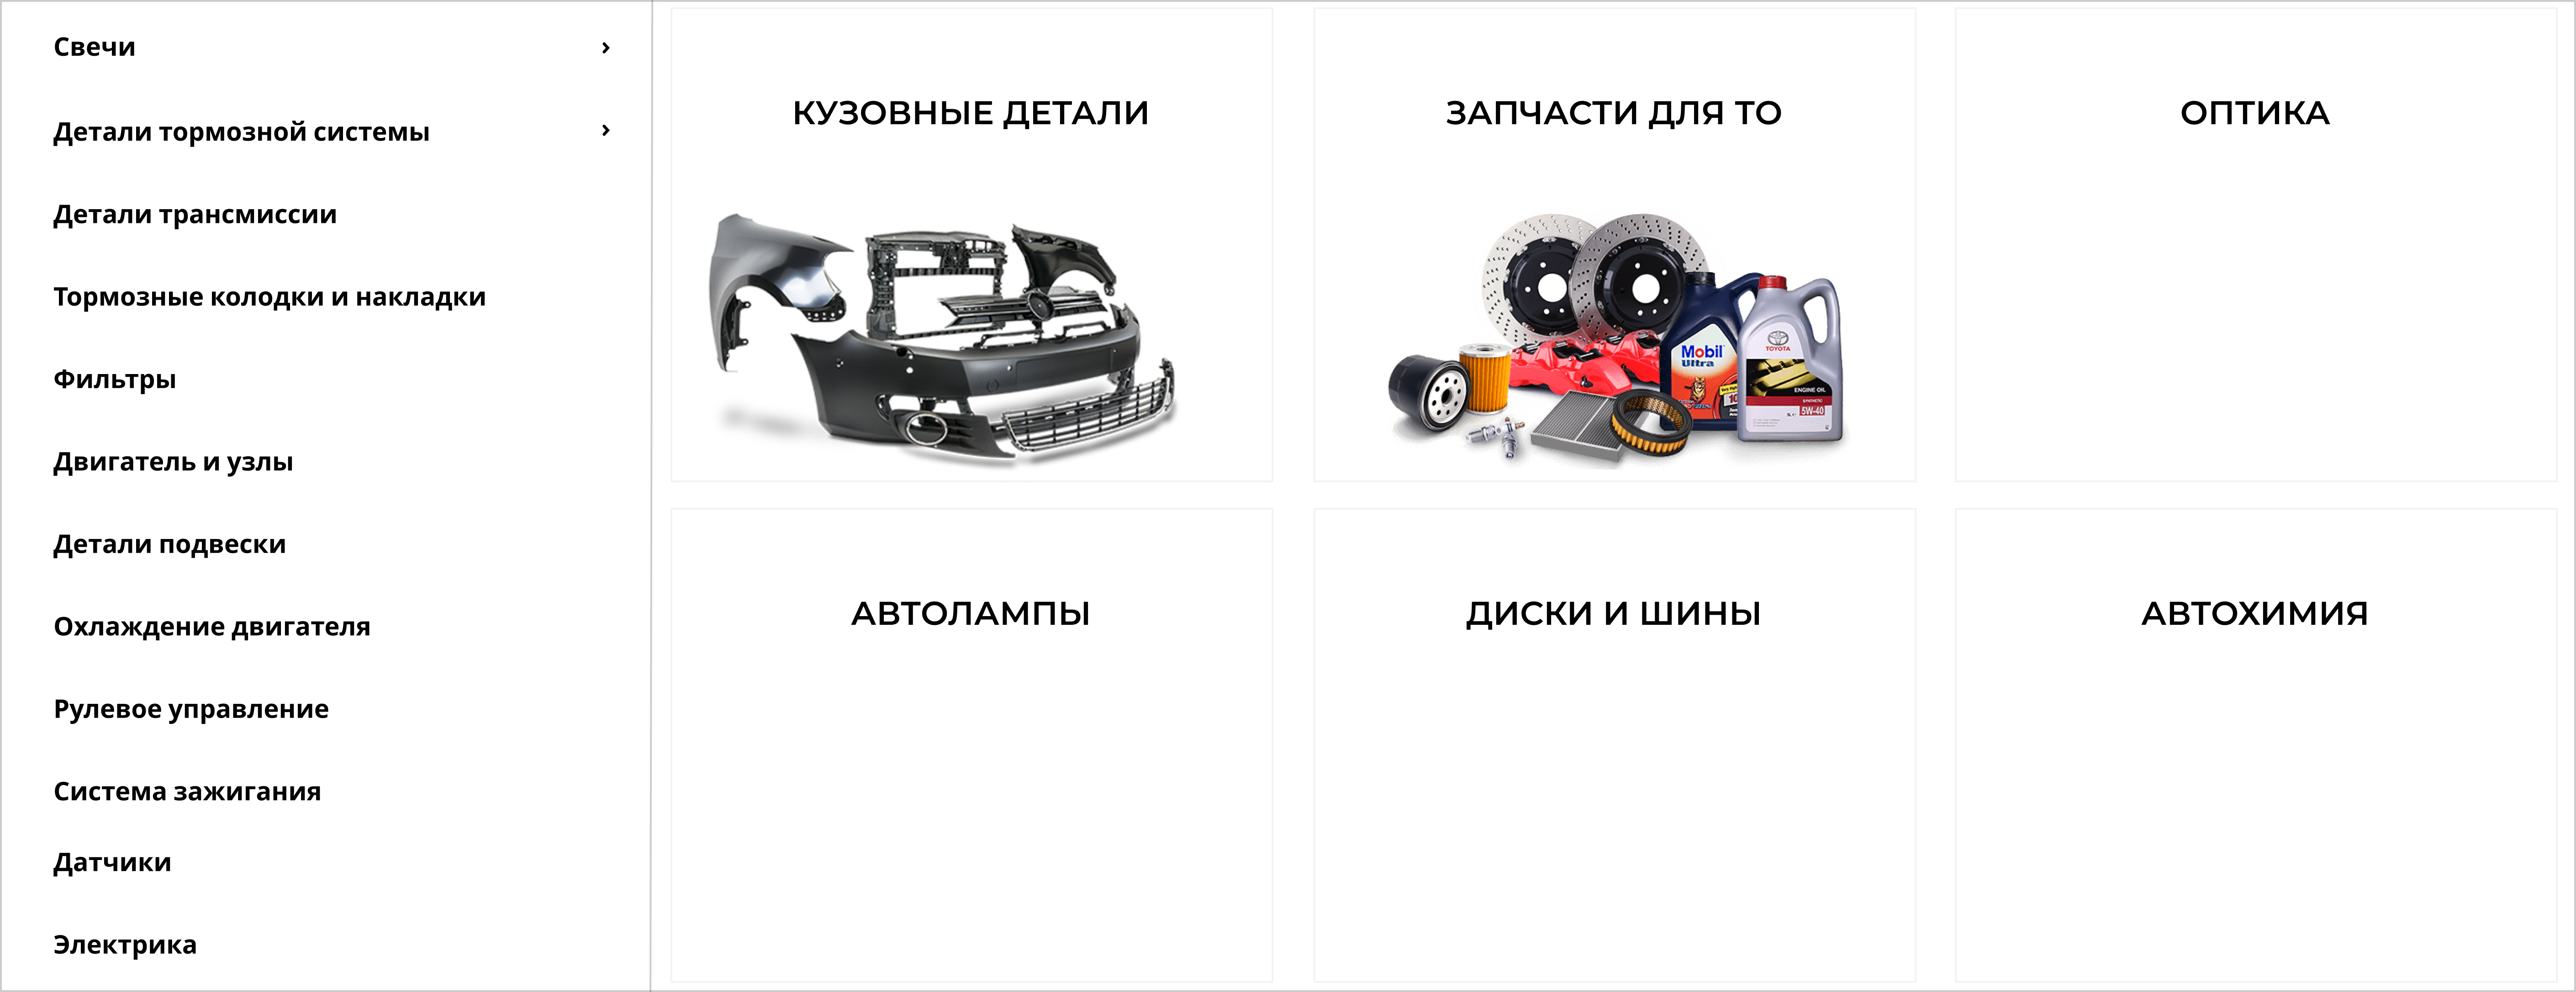 Свечи
Детали тормозной системы
Детали трансмиссии
Тормозные колодки и накладки
Фильтры
Двигатель и узлы
Детали подвески
Охлаждение двигателя
Рулевое управление
Система зажигания
Датчики
Электрика
КУЗОВНЫЕ ДЕТАЛИ
ЗАПЧАСТИ ДЛЯ ТО
Mobil
Ultra
TOYOTA
ENGINE OIL
SYNTHETIC
5W-40
ОПТИКА
АВТОЛАМПЫ
ДИСКИ И ШИНЫ
АВТОХИМИЯ